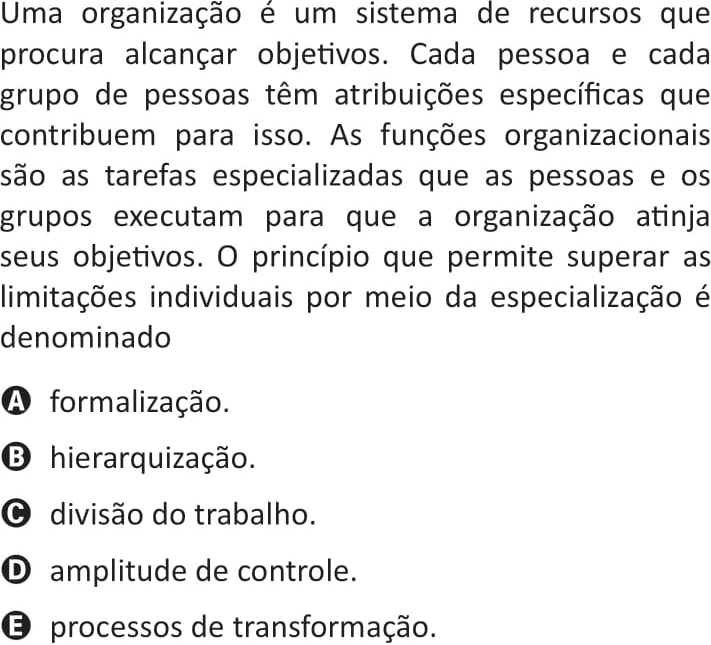 Uma organização é um sistema de recursos que
procura alcançar objetivos. Cada pessoa e cada
grupo de pessoas têm atribuições específicas que
contribuem para isso. As funções organizacionais
são as tarefas especializadas que as pessoas e os
grupos executam para que a organização atinja
seus objetivos. O princípio que permite superar as
limitações individuais por meio da especialização é
denominado
A formalização.
B hierarquização.
C divisão do trabalho.
D amplitude de controle.
E processos de transformação.